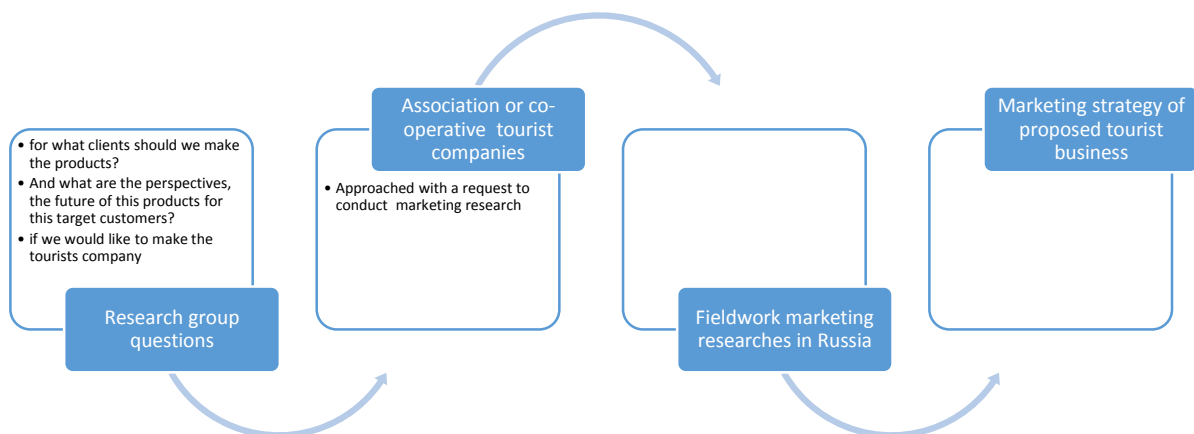 • for what clients should we make
the products?
• And what are the perspectives,
the future of this products for
this target customers?
• if we would like to make the
tourists company
Research group
questions
Association or co-
operative tourist
companies
• Approached with a request to
conduct marketing research
Fieldwork marketing
researches in Russia
Marketing strategy of
proposed tourist
business